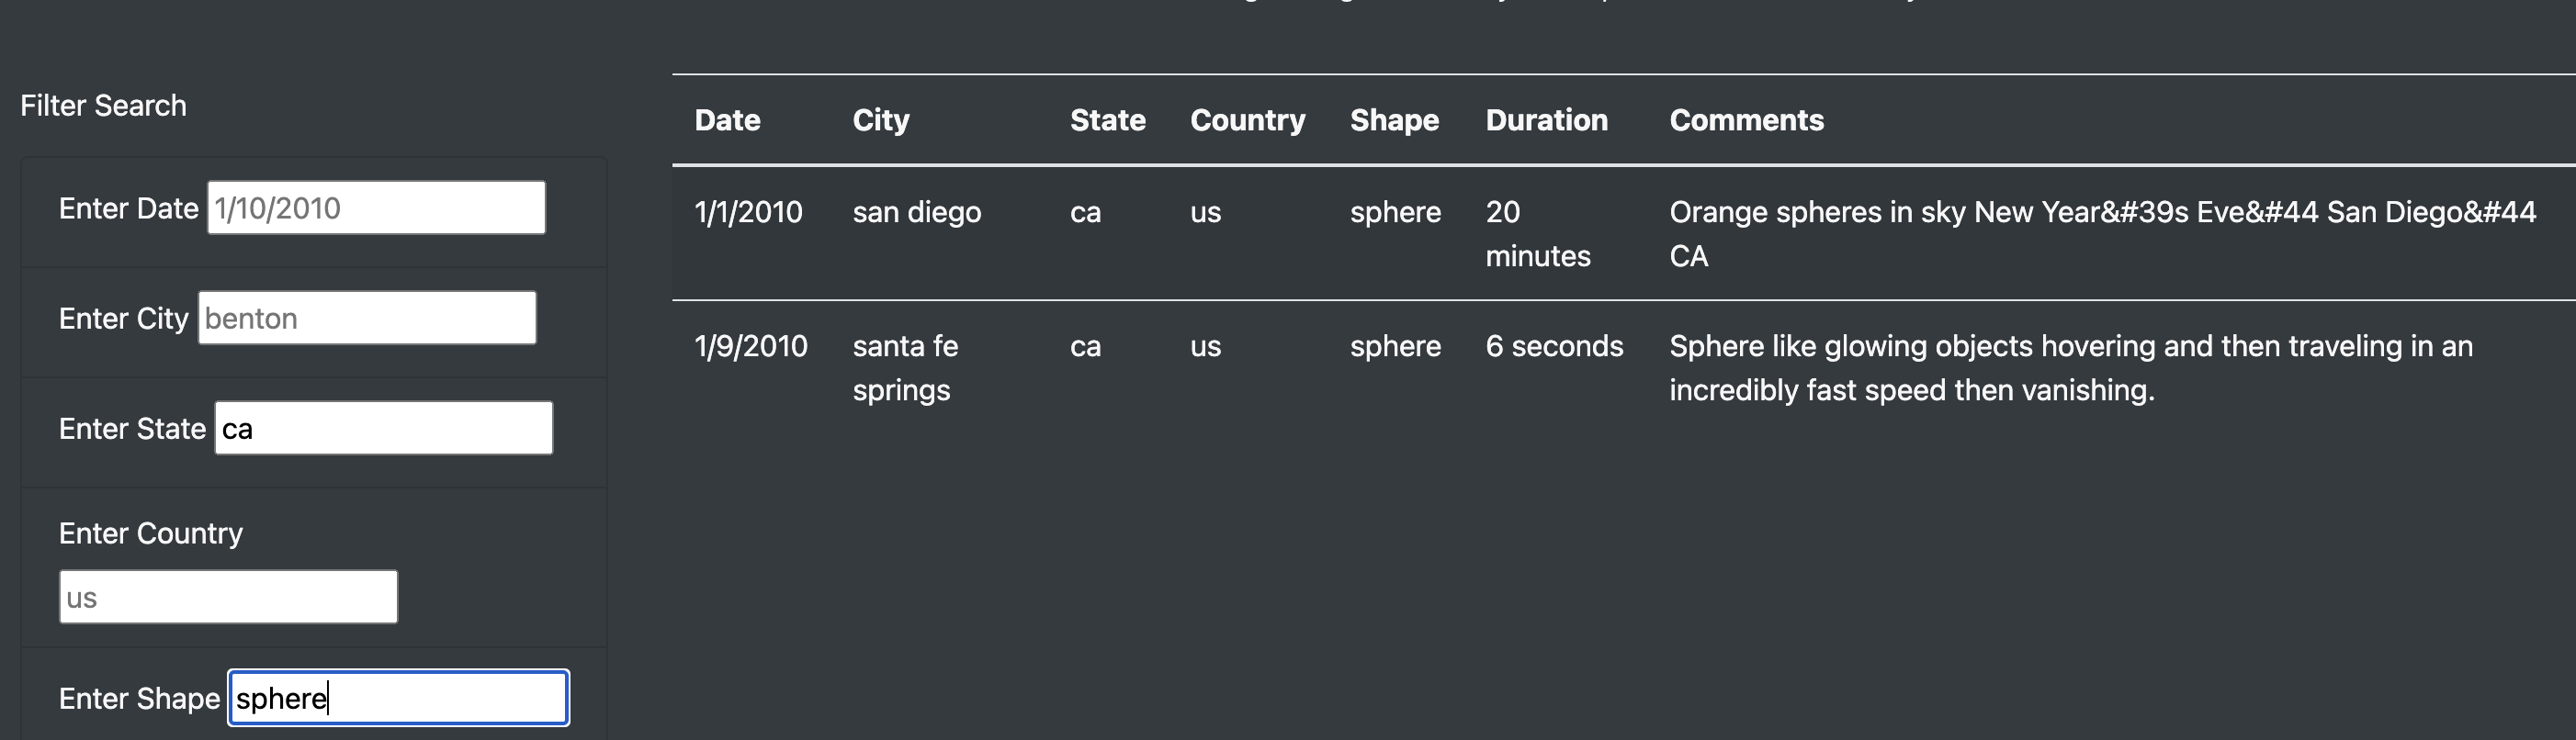 Filter Search
Enter Date 1/10/2010
Enter City benton
Enter State ca
Enter Country
us
Enter Shape sphere
Date City State Country Shape Duration Comments
1/1/2010 san diego ca us sphere 20 Orange spheres in sky New Year&#39s Eve&#44 San Diego&#44
minutes CA
1/9/2010 santa fe ca us sphere 6 seconds Sphere like glowing objects hovering and then traveling in an
springs incredibly fast speed then vanishing.